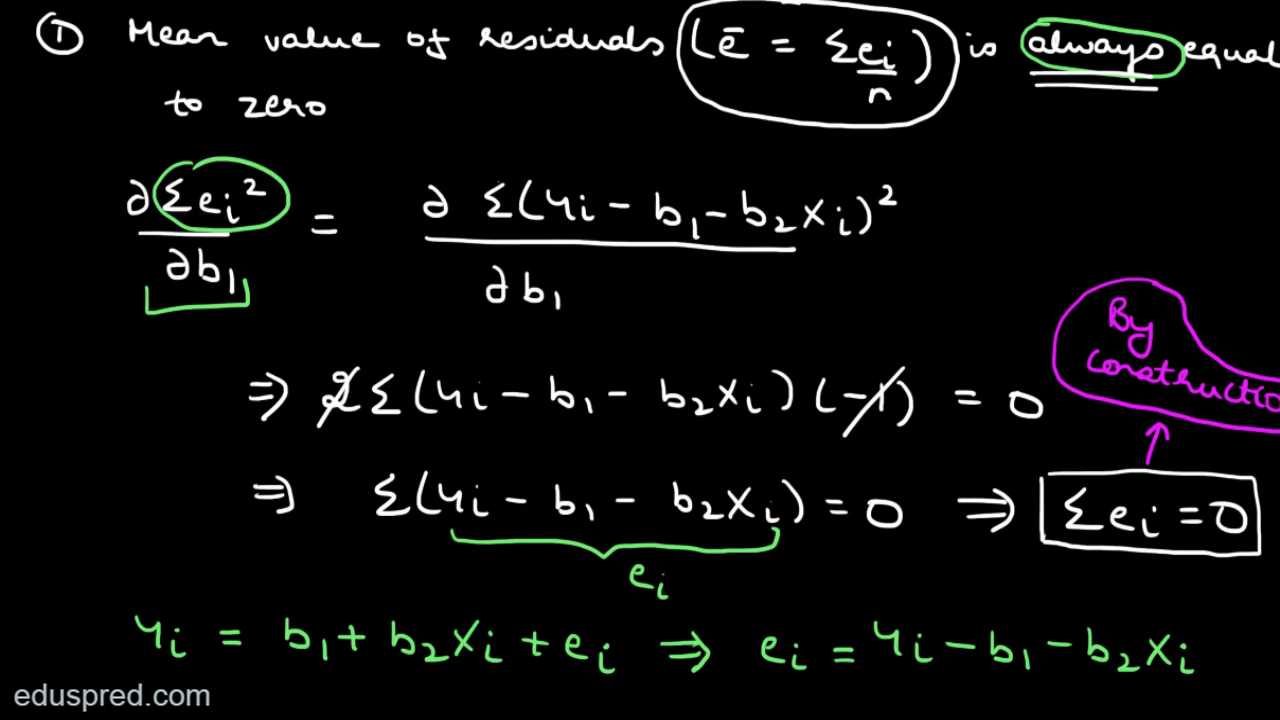 ① Mean value of residuals (ē = Σei/n) is always equal
to zero
∂Σei²/∂b₁ = ∂ Σ(Yi - b₁ - b₂Xi)²/∂b₁
By
constructio
⇒ 2Σ(Yi - b₁ - b₂Xi)(-1) = 0
⇒ Σ(Yi - b₁ - b₂Xi) = 0 ⇒ Σei = 0
ei
Yi = b₁ + b₂Xi + ei ⇒ ei = Yi - b₁ - b₂Xi
eduspred.com